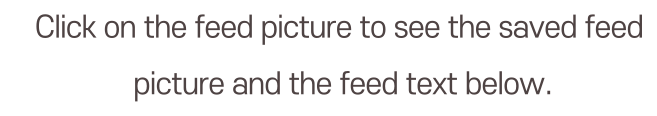 Click on the feed picture to see the saved feed
picture and the feed text below.